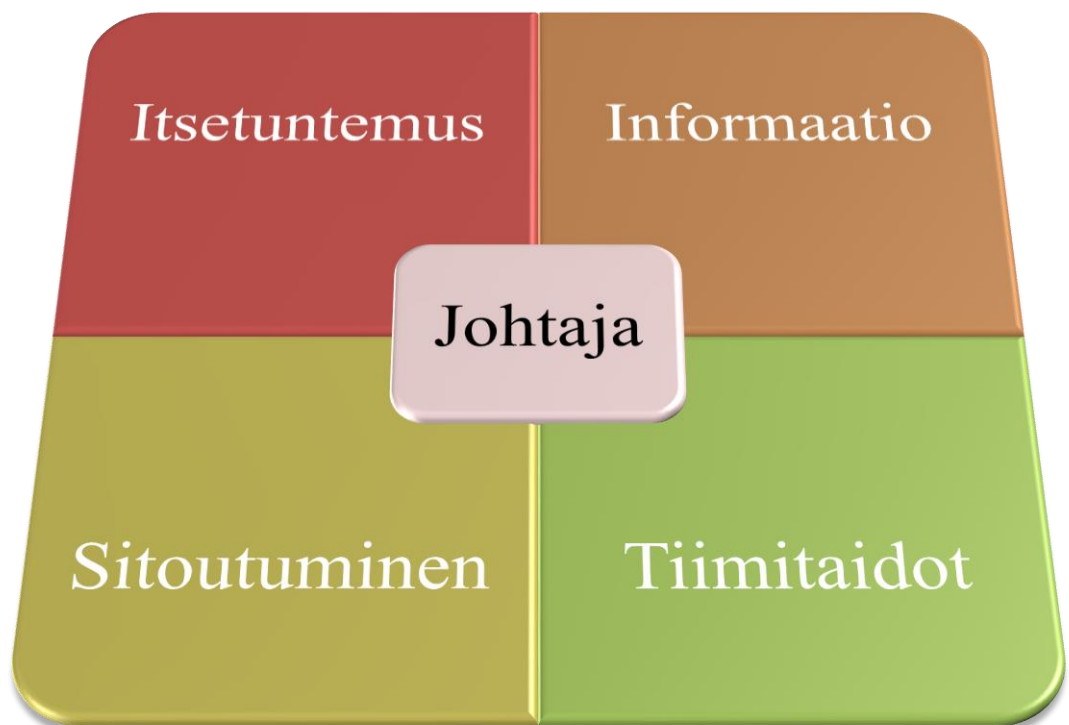 Itsetuntemus
Informaatio
Johtaja
Sitoutuminen
Tiimitaidot